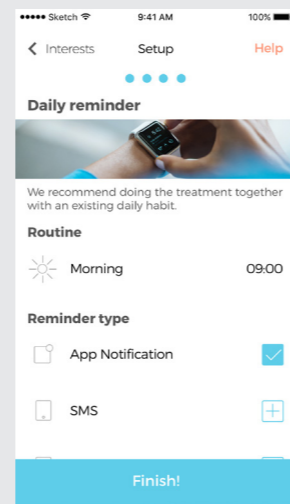 Sketch 9:41 AM 100%
Interests Setup Help
Daily reminder
We recommend doing the treatment together
with an existing daily habit.
Routine
Morning 09:00
Reminder type
App Notification
SMS
Finish!